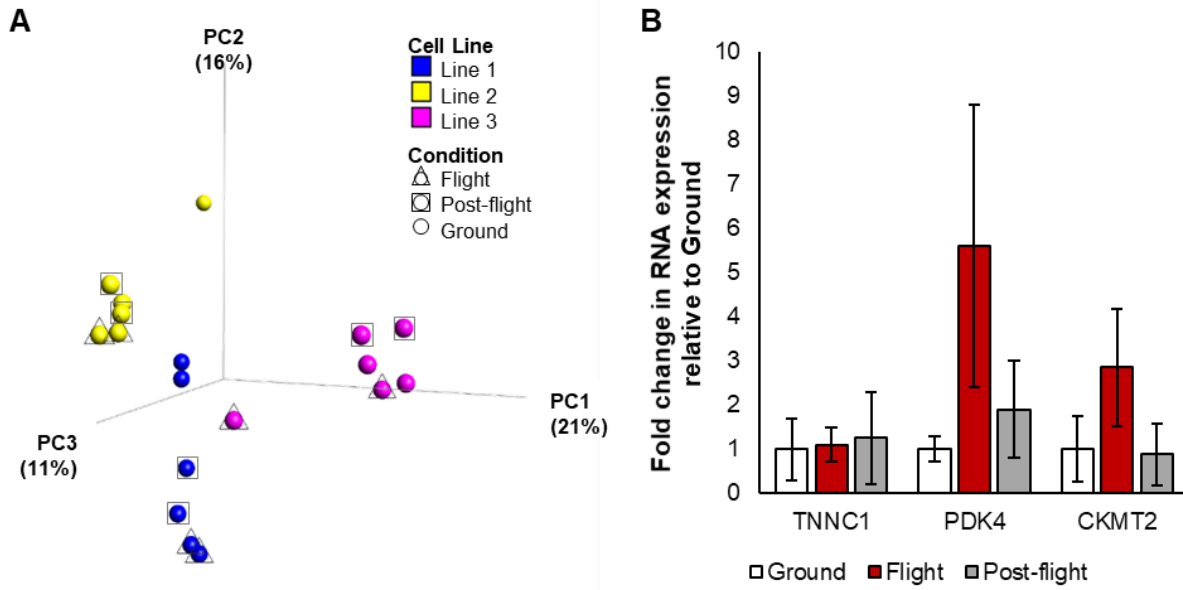 A
PC2
(16%)
Cell Line
Line 1
Line 2
Line 3
Condition
Flight
Post-flight
Ground
PC1
(21%)
PC3
(11%)
B
Fold change in RNA expression
relative to Ground
10
9
8
7
6
5
4
3
2
1
0
TNNC1
PDK4
CKMT2
Ground
Flight
Post-flight